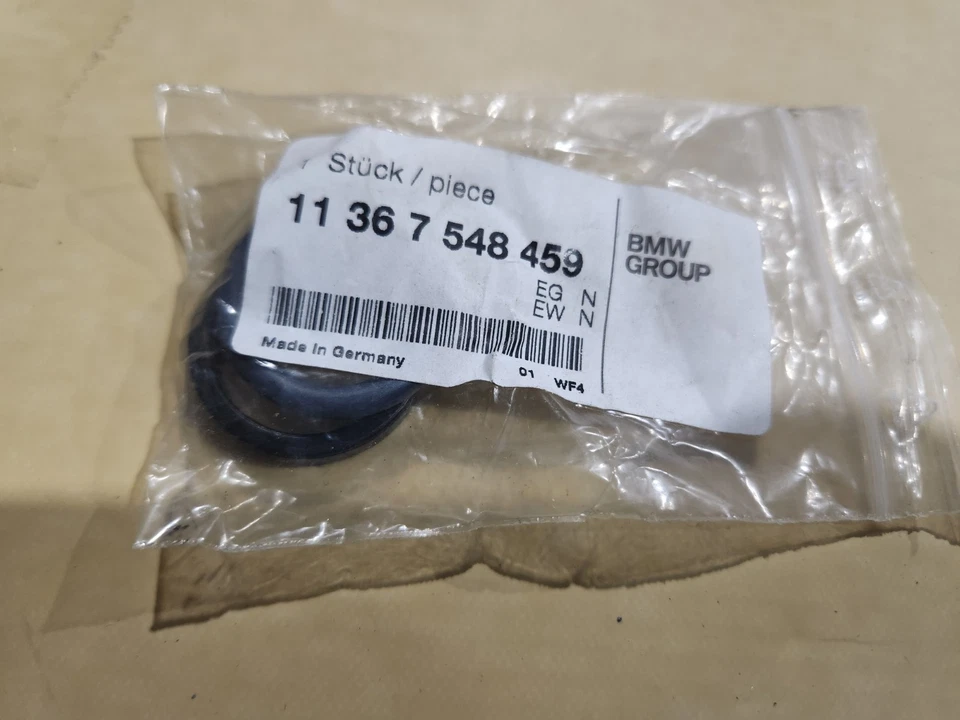 Stück / piece
11 36 7 548 459
EG N
EW N
Made in Germany
01 WF4
BMW
GROUP